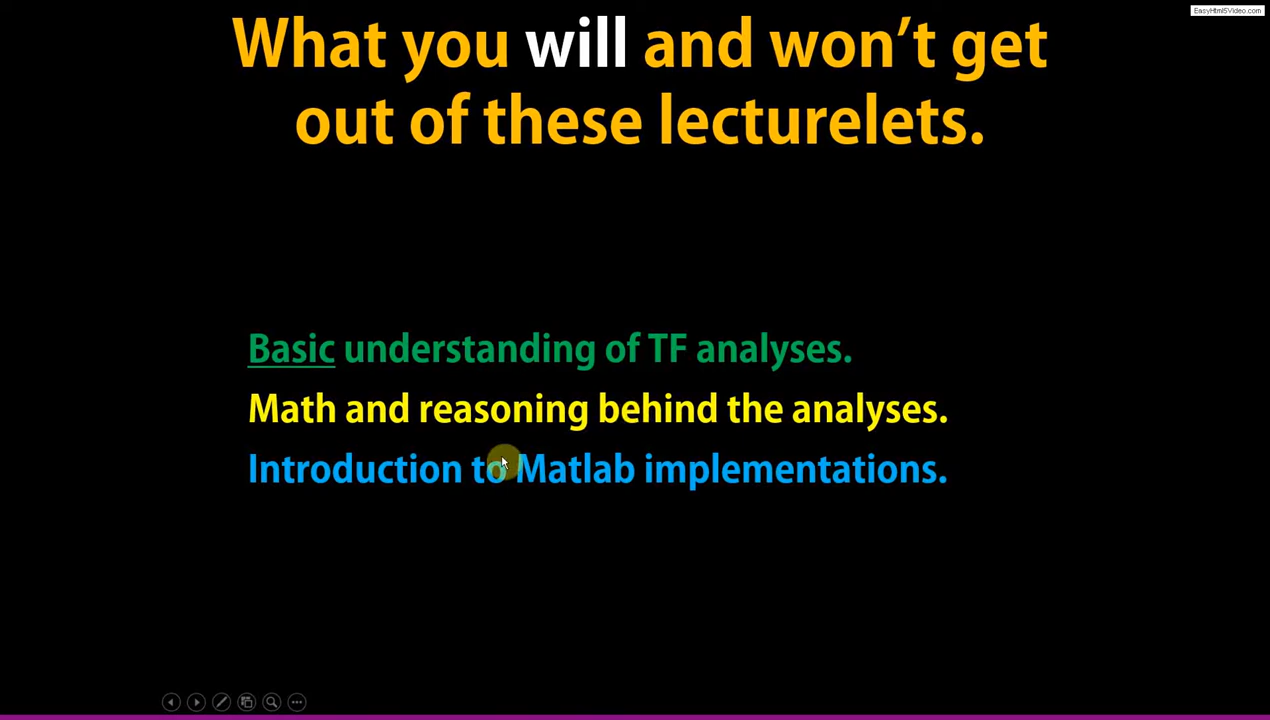 EasyHtml5Video.com
What you will and won’t get
out of these lecturelets.
Basic understanding of TF analyses.
Math and reasoning behind the analyses.
Introduction to Matlab implementations.